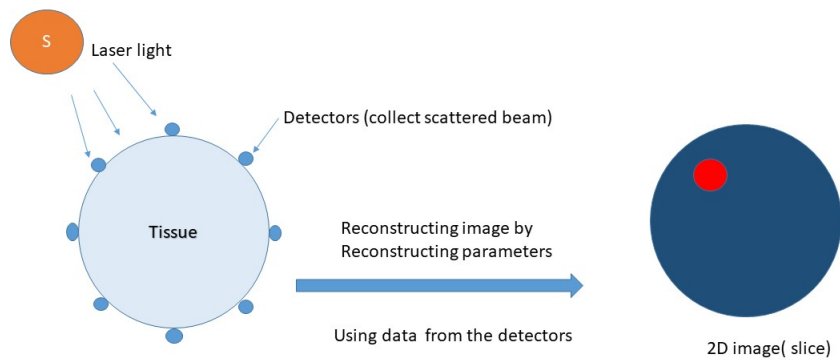 S
Laser light
Detectors (collect scattered beam)
Tissue
Reconstructing image by
Reconstructing parameters
Using data from the detectors
2D image( slice)